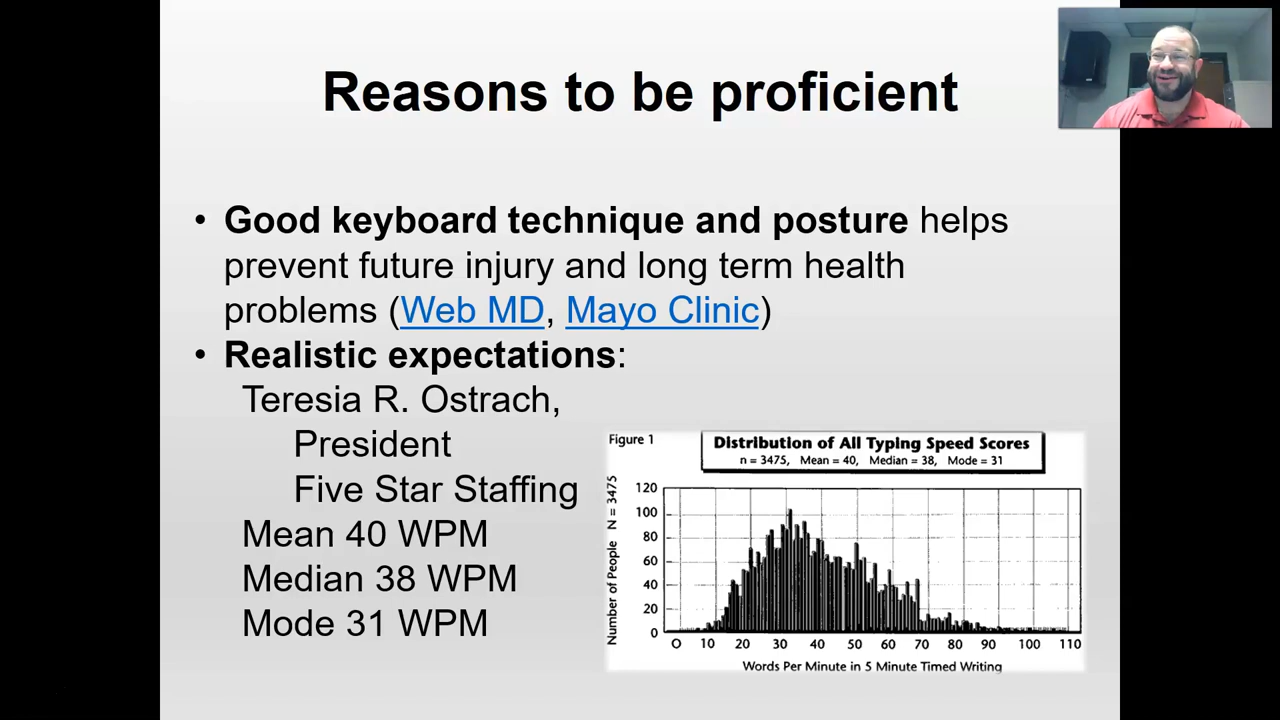 Reasons to be proficient
• Good keyboard technique and posture helps
prevent future injury and long term health
problems (Web MD, Mayo Clinic)
• Realistic expectations:
Teresia R. Ostrach,
President
Five Star Staffing
Mean 40 WPM
Median 38 WPM
Mode 31 WPM
Figure 1
Distribution of All Typing Speed Scores
n = 3475, Mean = 40, Median = 38, Mode = 31
Number of People N = 3475
120
100
80
60
40
20
0
0 10 20 30 40 50 60 70 80 90 100 110
Words Per Minute in 5 Minute Timed Writing